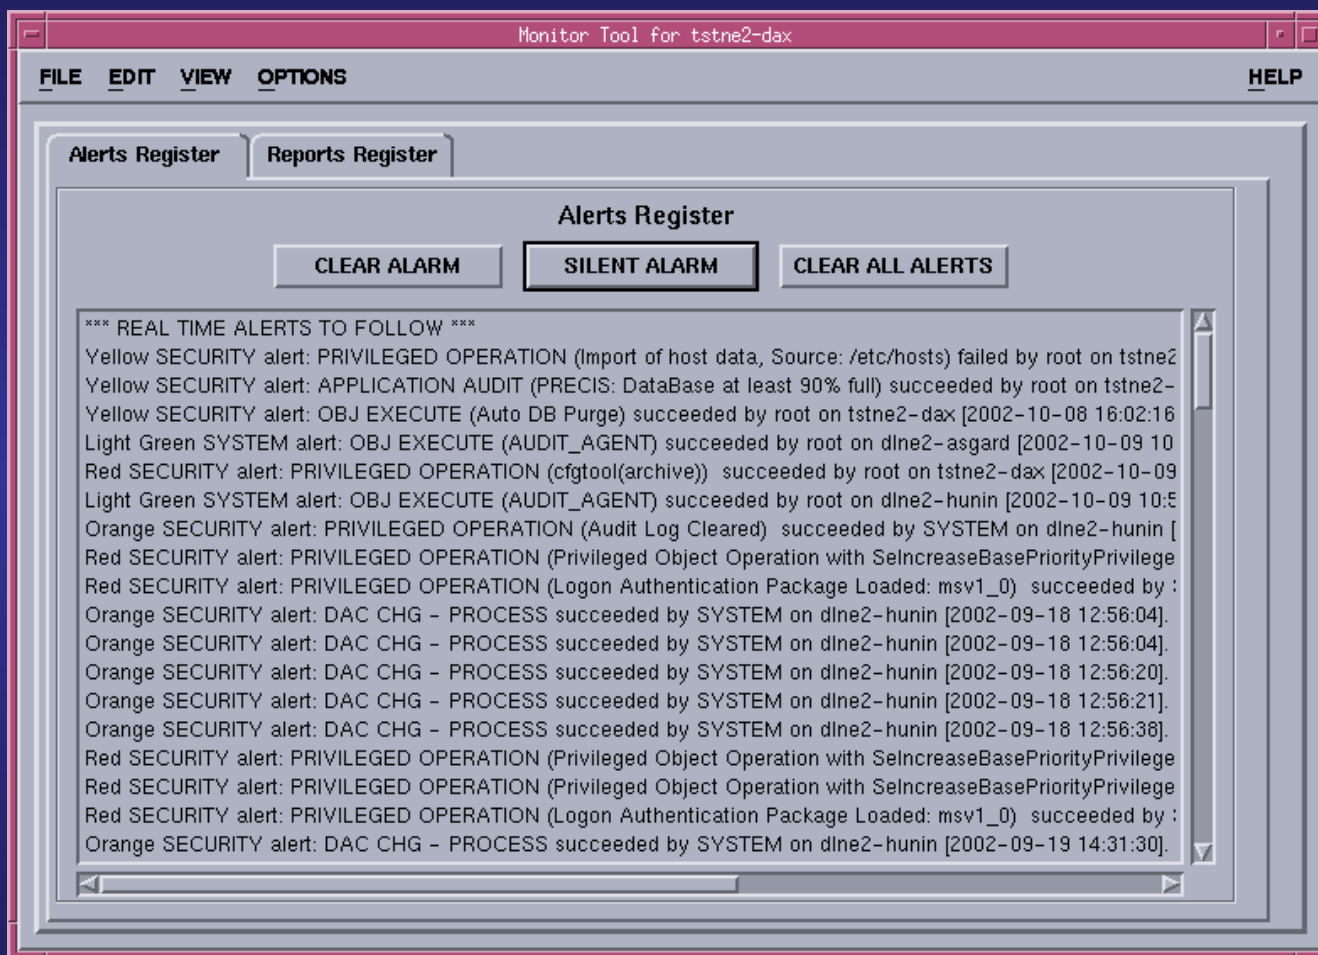 Monitor Tool for tstne2-dax
FILE EDIT VIEW OPTIONS HELP
Alerts Register Reports Register
Alerts Register
CLEAR ALARM SILENT ALARM CLEAR ALL ALERTS
*** REAL TIME ALERTS TO FOLLOW ***
Yellow SECURITY alert: PRIVILEGED OPERATION (Import of host data, Source: /etc/hosts) failed by root on tstne2
Yellow SECURITY alert: APPLICATION AUDIT (PRECIS: DataBase at least 90% full) succeeded by root on tstne2-
Yellow SECURITY alert: OBJ EXECUTE (Auto DB Purge) succeeded by root on tstne2-dax [2002-10-08 16:02:16
Light Green SYSTEM alert: OBJ EXECUTE (AUDIT_AGENT) succeeded by root on dlne2-asgard [2002-10-09 10
Red SECURITY alert: PRIVILEGED OPERATION (cfgtool(archive)) succeeded by root on tstne2-dax [2002-10-09
Light Green SYSTEM alert: OBJ EXECUTE (AUDIT_AGENT) succeeded by root on dlne2-hunin [2002-10-09 10:5
Orange SECURITY alert: PRIVILEGED OPERATION (Audit Log Cleared) succeeded by SYSTEM on dlne2-hunin [
Red SECURITY alert: PRIVILEGED OPERATION (Privileged Object Operation with SeIncreaseBasePriorityPrivilege
Red SECURITY alert: PRIVILEGED OPERATION (Logon Authentication Package Loaded: msv1_0) succeeded by
Orange SECURITY alert: DAC CHG - PROCESS succeeded by SYSTEM on dlne2-hunin [2002-09-18 12:56:04].
Orange SECURITY alert: DAC CHG - PROCESS succeeded by SYSTEM on dlne2-hunin [2002-09-18 12:56:04].
Orange SECURITY alert: DAC CHG - PROCESS succeeded by SYSTEM on dlne2-hunin [2002-09-18 12:56:20].
Orange SECURITY alert: DAC CHG - PROCESS succeeded by SYSTEM on dlne2-hunin [2002-09-18 12:56:21].
Orange SECURITY alert: DAC CHG - PROCESS succeeded by SYSTEM on dlne2-hunin [2002-09-18 12:56:38].
Red SECURITY alert: PRIVILEGED OPERATION (Privileged Object Operation with SeIncreaseBasePriorityPrivilege
Red SECURITY alert: PRIVILEGED OPERATION (Privileged Object Operation with SeIncreaseBasePriorityPrivilege
Red SECURITY alert: PRIVILEGED OPERATION (Logon Authentication Package Loaded: msv1_0) succeeded by
Orange SECURITY alert: DAC CHG - PROCESS succeeded by SYSTEM on dlne2-hunin [2002-09-19 14:31:30].